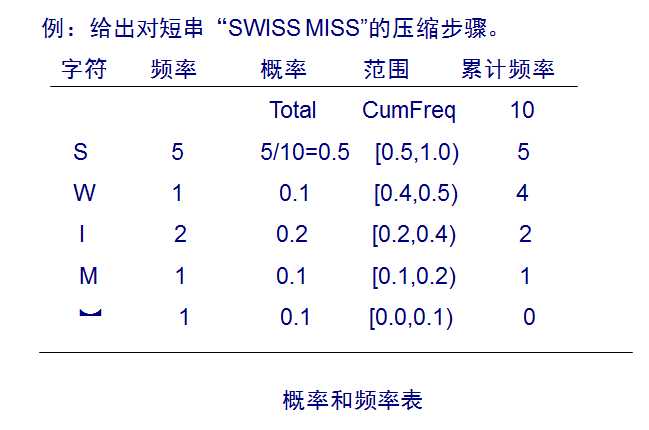 例：给出对短串“SWISS MISS”的压缩步骤。
字符 频率 概率 范围 累计频率
Total CumFreq 10
S 5 5/10=0.5 [0.5,1.0) 5
W 1 0.1 [0.4,0.5) 4
I 2 0.2 [0.2,0.4) 2
M 1 0.1 [0.1,0.2) 1
⌴ 1 0.1 [0.0,0.1) 0
概率和频率表